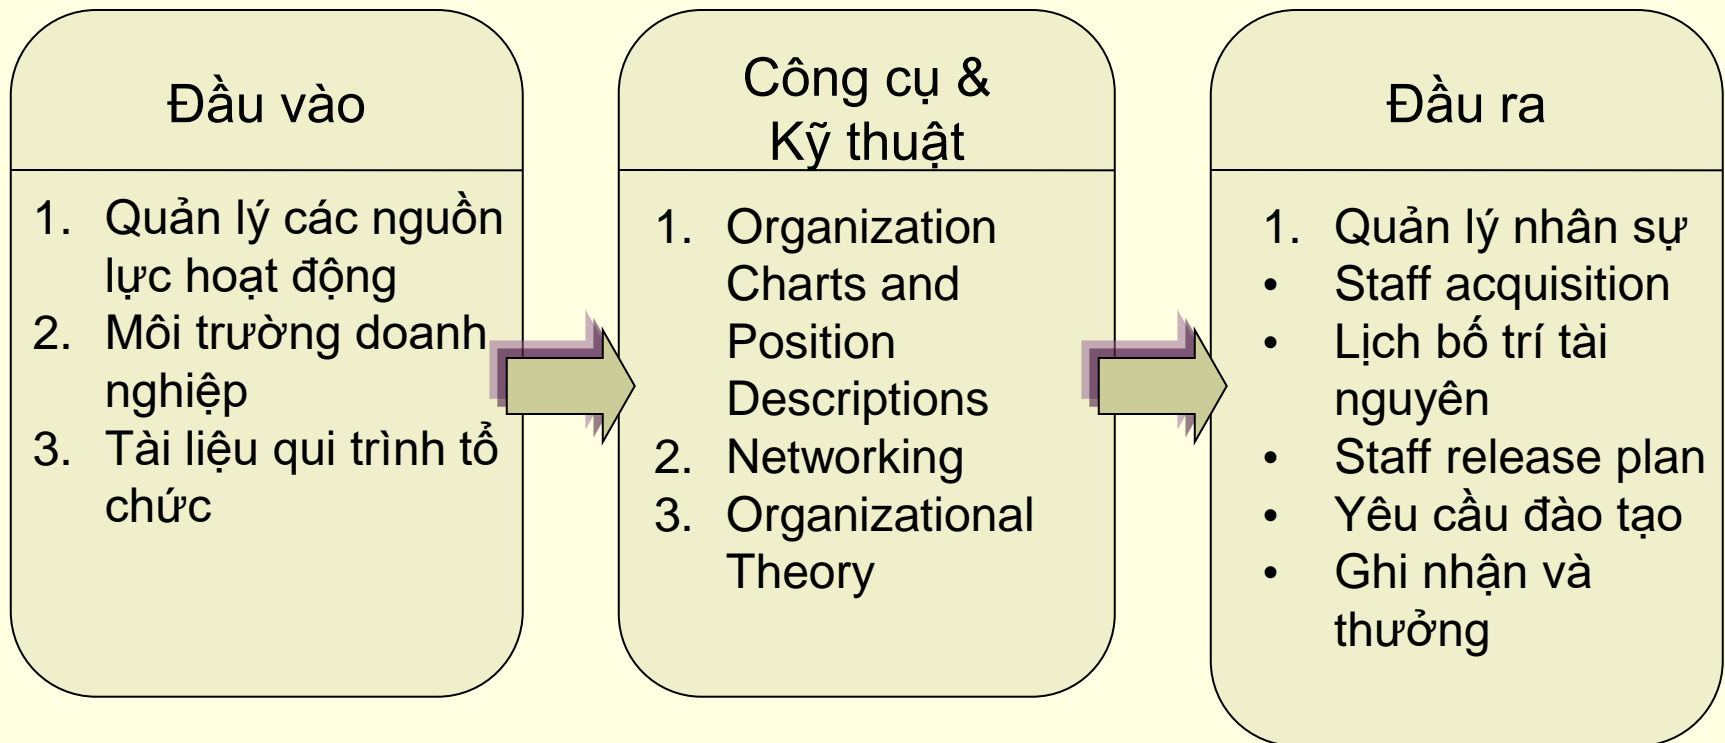 Đầu vào
1. Quản lý các nguồn
lực hoạt động
2. Môi trường doanh
nghiệp
3. Tài liệu qui trình tổ
chức
Công cụ &
Kỹ thuật
1. Organization
Charts and
Position
Descriptions
2. Networking
3. Organizational
Theory
Đầu ra
1. Quản lý nhân sự
• Staff acquisition
• Lịch bố trí tài
nguyên
• Staff release plan
• Yêu cầu đào tạo
• Ghi nhận và
thưởng